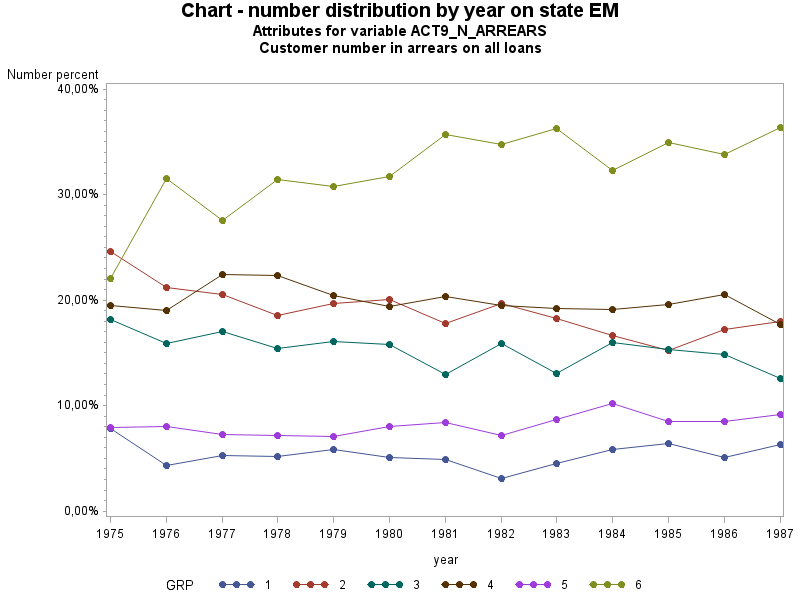 Chart - number distribution by year on state EM
Attributes for variable ACT9_N_ARREARS
Customer number in arrears on all loans
Number percent
40,00%
30,00%
20,00%
10,00%
0,00%
1975 1976 1977 1978 1979 1980 1981 1982 1983 1984 1985 1986 1987
year
GRP 1 2 3 4 5 6